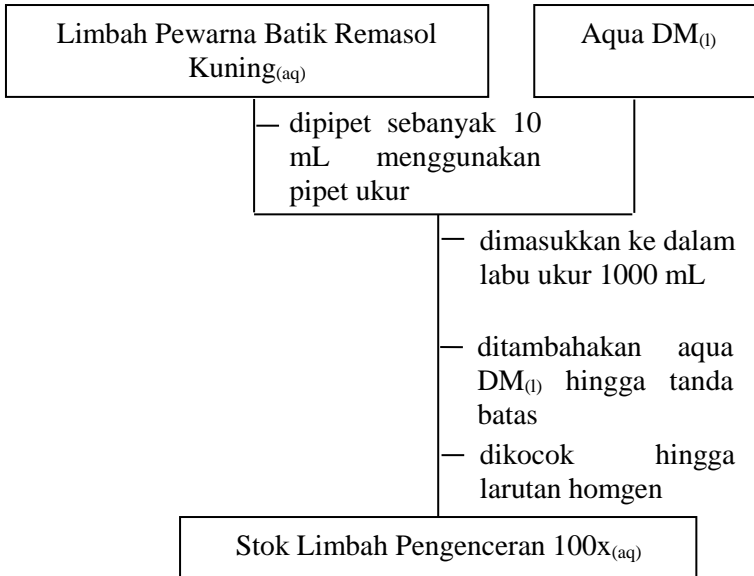 Limbah Pewarna Batik Remasol
Kuning(aq)
Aqua DM(l)
dipipet sebanyak 10
mL menggunakan
pipet ukur
dimasukkan ke dalam
labu ukur 1000 mL
ditambahakan aqua
DM(l) hingga tanda
batas
dikocok hingga
larutan homgen
Stok Limbah Pengenceran 100x(aq)